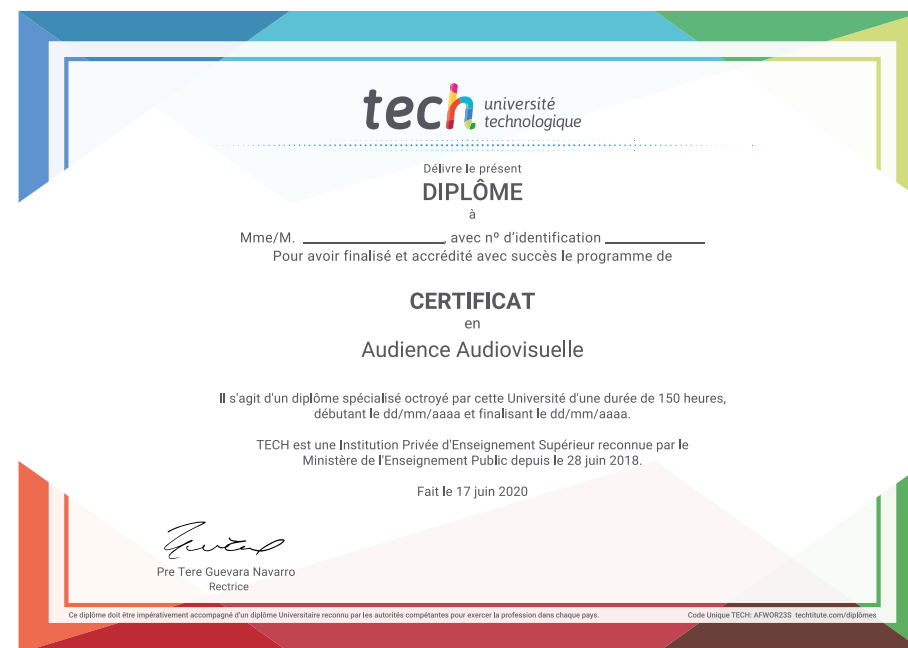 tech université
technologique
Délivre le présent
DIPLÔME
à
Mme/M. ____________________, avec nº d'identification ______________
Pour avoir finalisé et accrédité avec succès le programme de
CERTIFICAT
en
Audience Audiovisuelle
Il s'agit d'un diplôme spécialisé octroyé par cette Université d'une durée de 150 heures,
débutant le dd/mm/aaaa et finalisant le dd/mm/aaaa.
TECH est une Institution Privée d'Enseignement Supérieur reconnue par le
Ministère de l'Enseignement Public depuis le 28 juin 2018.
Fait le 17 juin 2020
Pre Tere Guevara Navarro
Rectrice
Ce diplôme doit être impérativement accompagné d'un diplôme Universitaire reconnu par les autorités compétantes pour exercer la profession dans chaque pays.
Code Unique TECH: AFWOR23S techtitute.com/diplômes